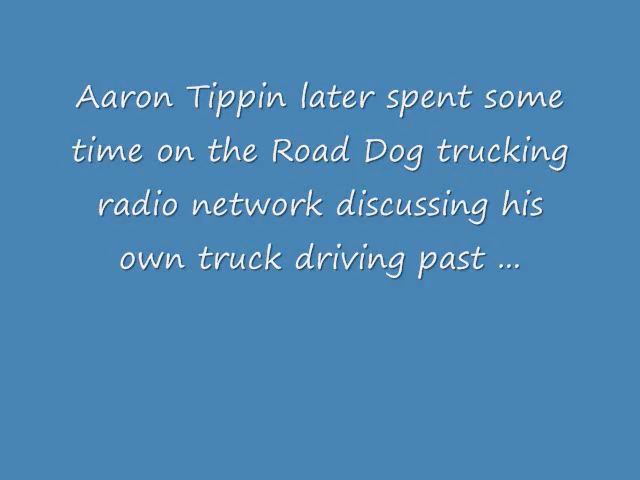 Aaron Tippin later spent some
time on the Road Dog trucking
radio network discussing his
own truck driving past ...